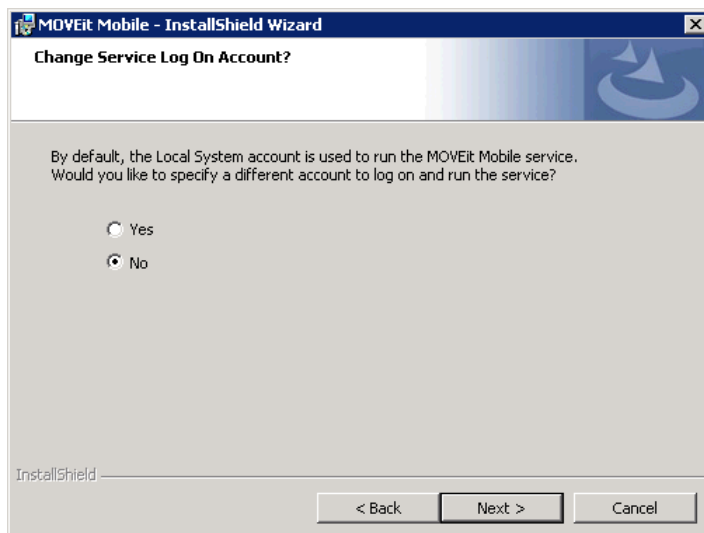 MOVEit Mobile - InstallShield Wizard
Change Service Log On Account?
By default, the Local System account is used to run the MOVEit Mobile service.
Would you like to specify a different account to log on and run the service?
Yes
No
InstallShield
< Back
Next >
Cancel